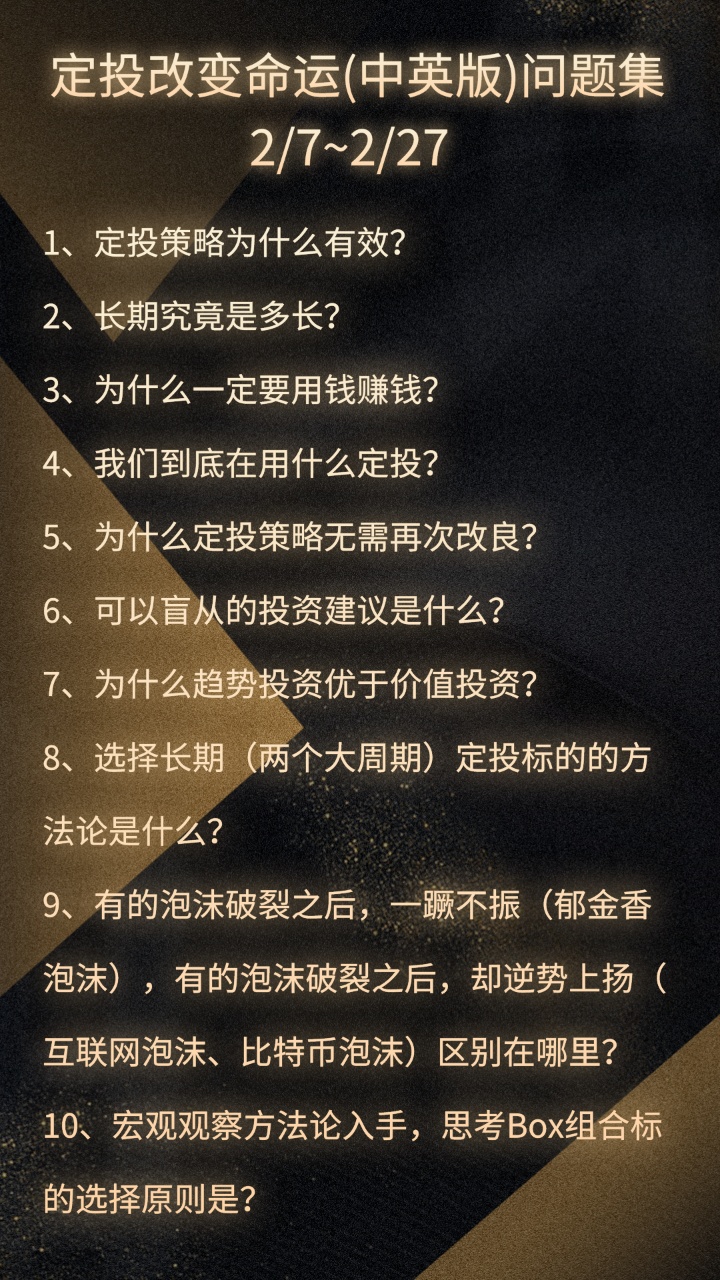 定投改变命运(中英版)问题集
2/7~2/27
1、定投策略为什么有效？
2、长期究竟是多长？
3、为什么一定要用钱赚钱？
4、我们到底在用什么定投？
5、为什么定投策略无需再次改良？
6、可以盲从的投资建议是什么？
7、为什么趋势投资优于价值投资？
8、选择长期（两个大周期）定投标的的方
法论是什么？
9、有的泡沫破裂之后，一蹶不振（郁金香
泡沫），有的泡沫破裂之后，却逆势上扬（
互联网泡沫、比特币泡沫）区别在哪里？
10、宏观观察方法论入手，思考Box组合标
的选择原则是？